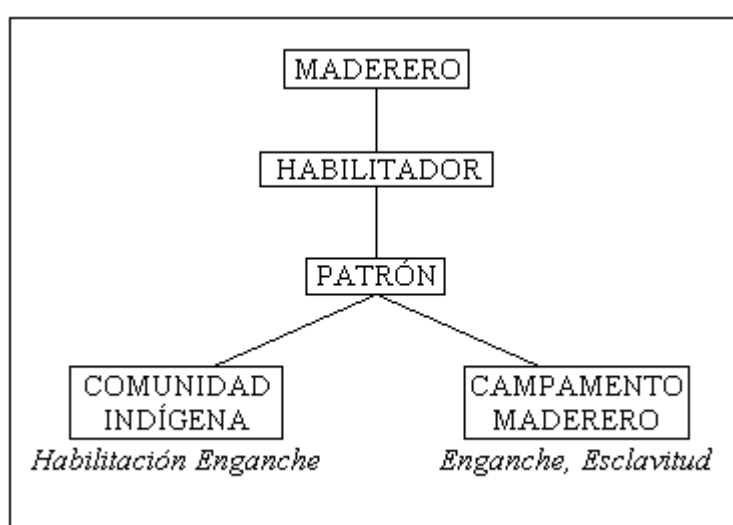 MADERERO
HABILITADOR
PATRÓN
COMUNIDAD
INDÍGENA
Habilitación Enganche
CAMPAMENTO
MADERERO
Enganche, Esclavitud